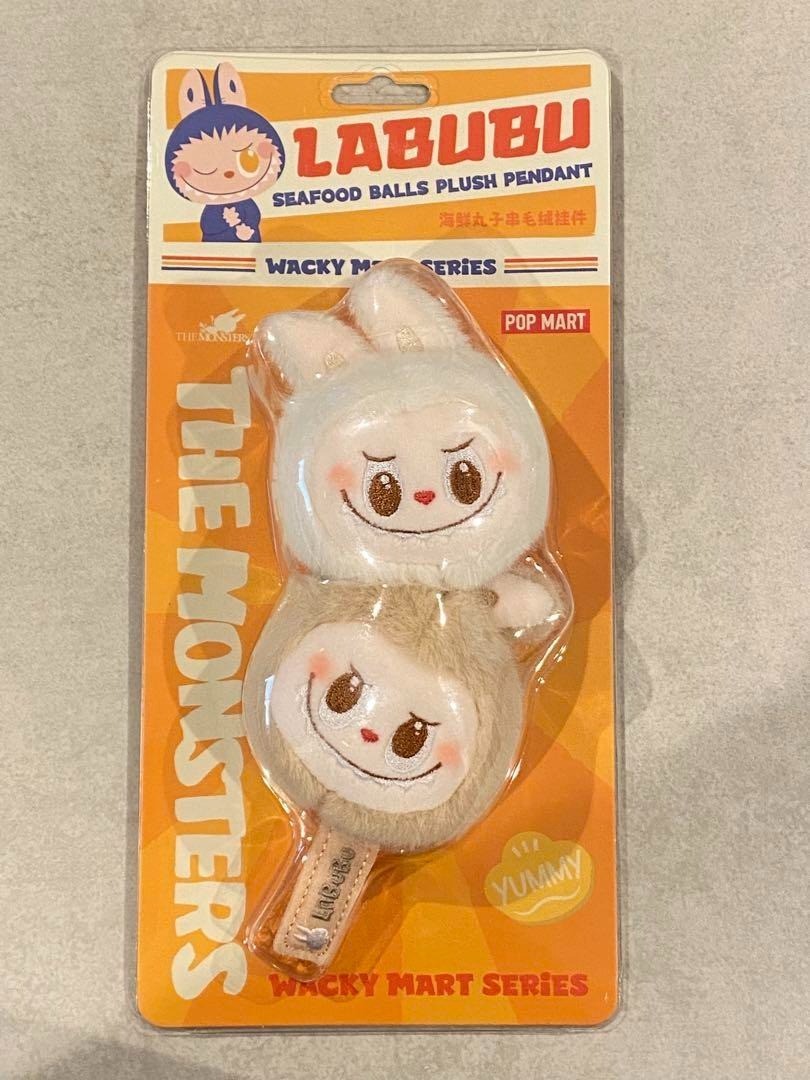 LABUBU
SEAFOOD BALLS PLUSH PENDANT
海鲜丸子串毛绒挂件
WACKY MART SERIES
THE MONSTERS
POP MART
THE MONSTERS
LABUBU
YUMMY
WACKY MART SERIES